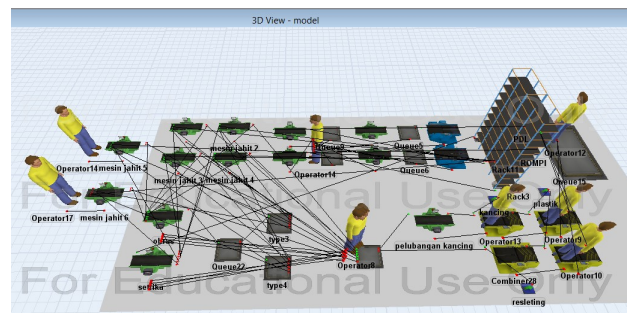 3D View - model
mesin jahit 2
Queue9
Queue5
PDL
Operator12
Operator14
mesin jahit 5
mesin jahit 3
mesin jahit 4
Operator14
Queue6
Rack11
ROMPI
Queue15
For Educational Use Only
Rack3
plastik
Operator17
mesin jahit 6
kancing
obras
type3
pelubangan kancing
Operator13
Operator9
Queue22
Operator8
For Educational Use Only
setrika
type4
Combiner28
Operator10
resleting